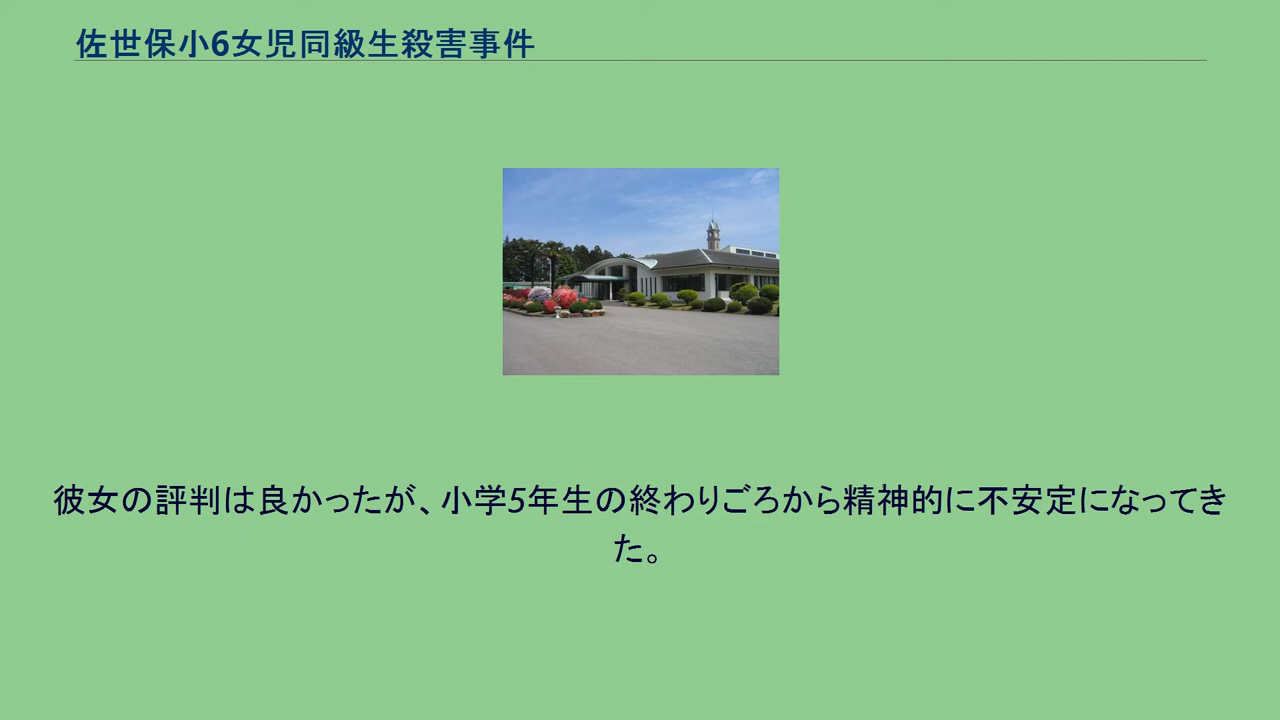 佐世保小6女児同級生殺害事件
彼女の評判は良かったが、小学5年生の終わりごろから精神的に不安定になってき
た。